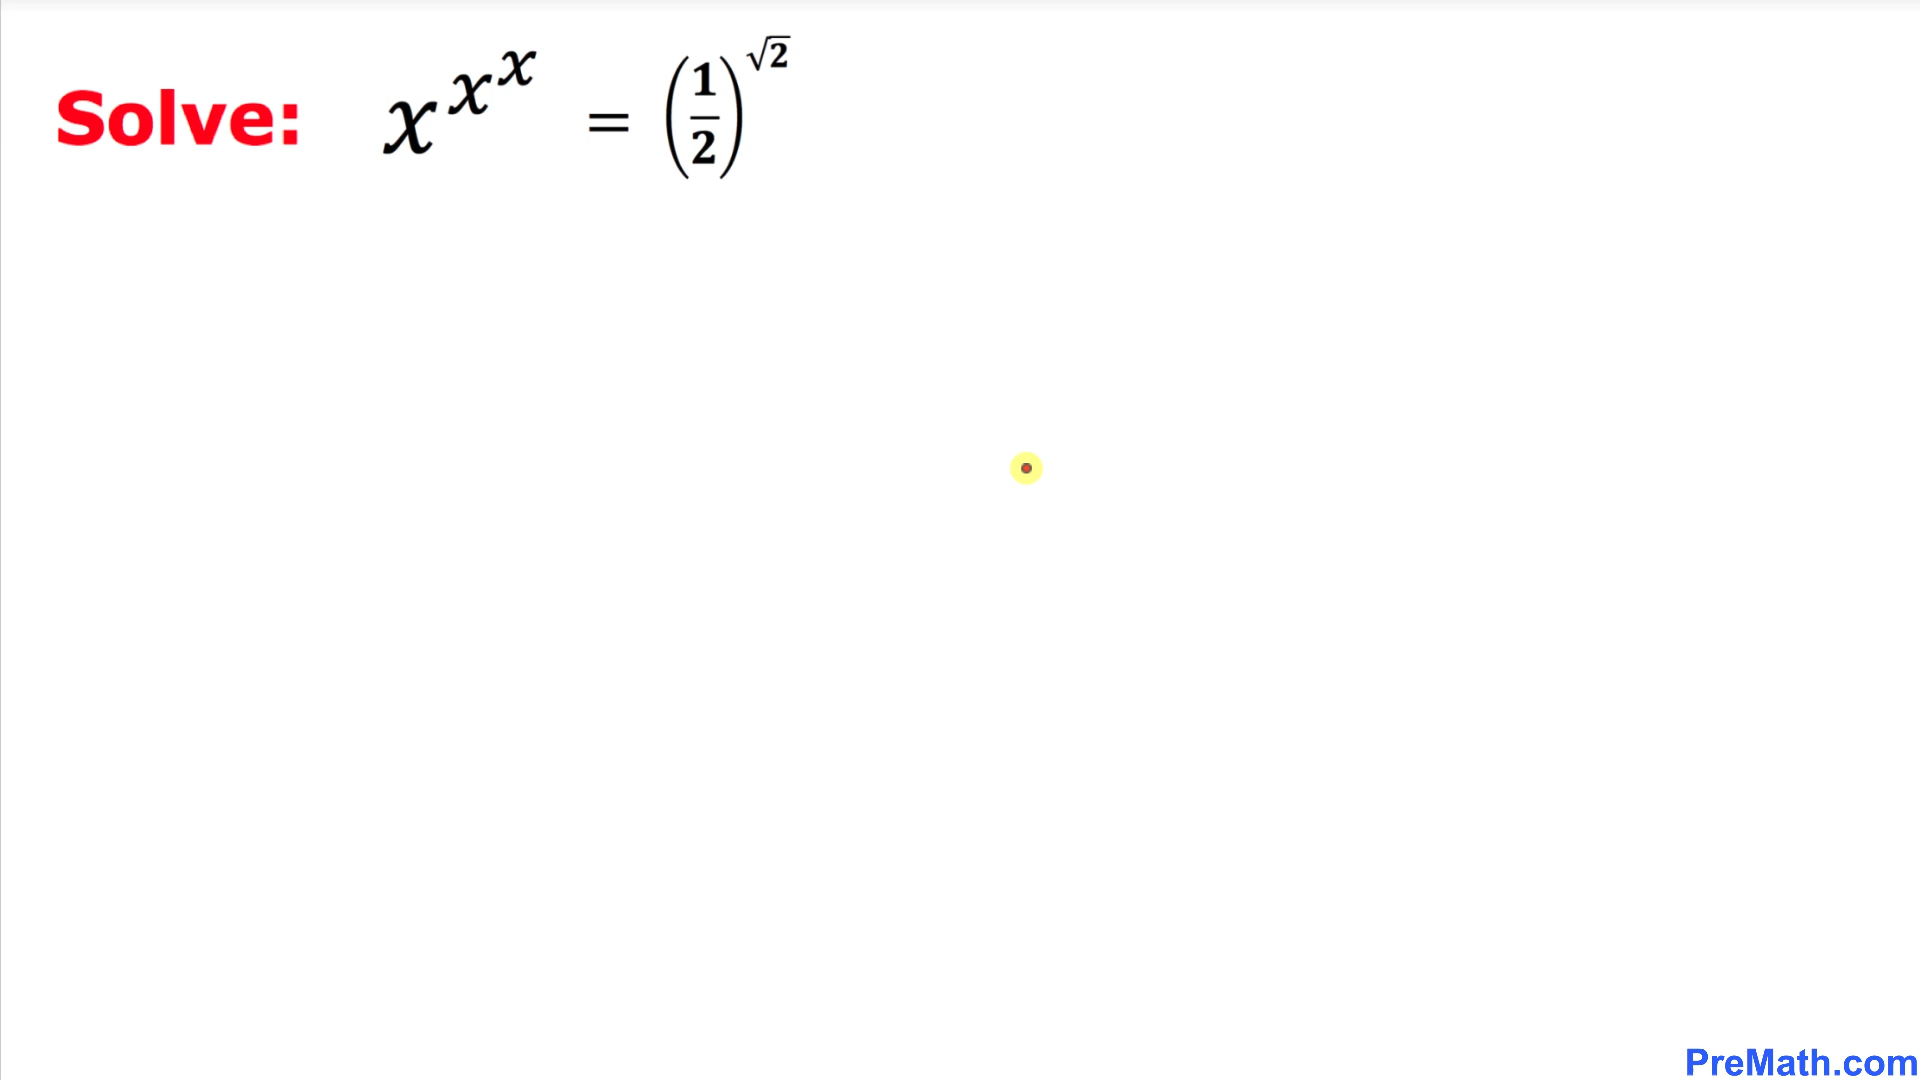 Solve: x^{x^{x}} = (1/2)^{√2}
PreMath.com